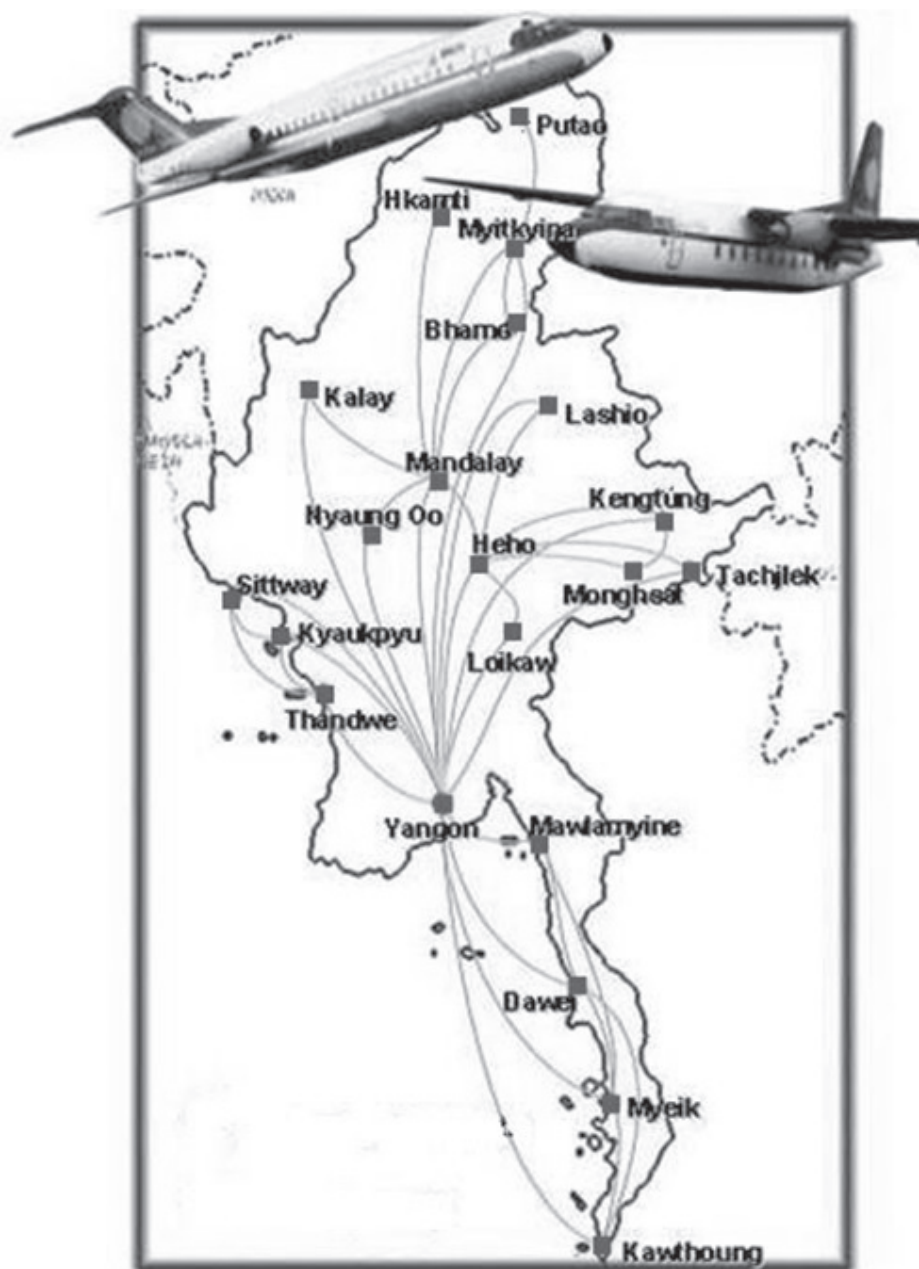 Putao
Hkamti
Myitkyina
Bhamo
Kalay
Lashio
Mandalay
Kengtung
Nyaung Oo
Heho
Sittway
Monghsat
Tachilek
Kyaukpyu
Loikaw
Thandwe
Yangon
Mawlamyine
Dawei
Myeik
Kawthoung